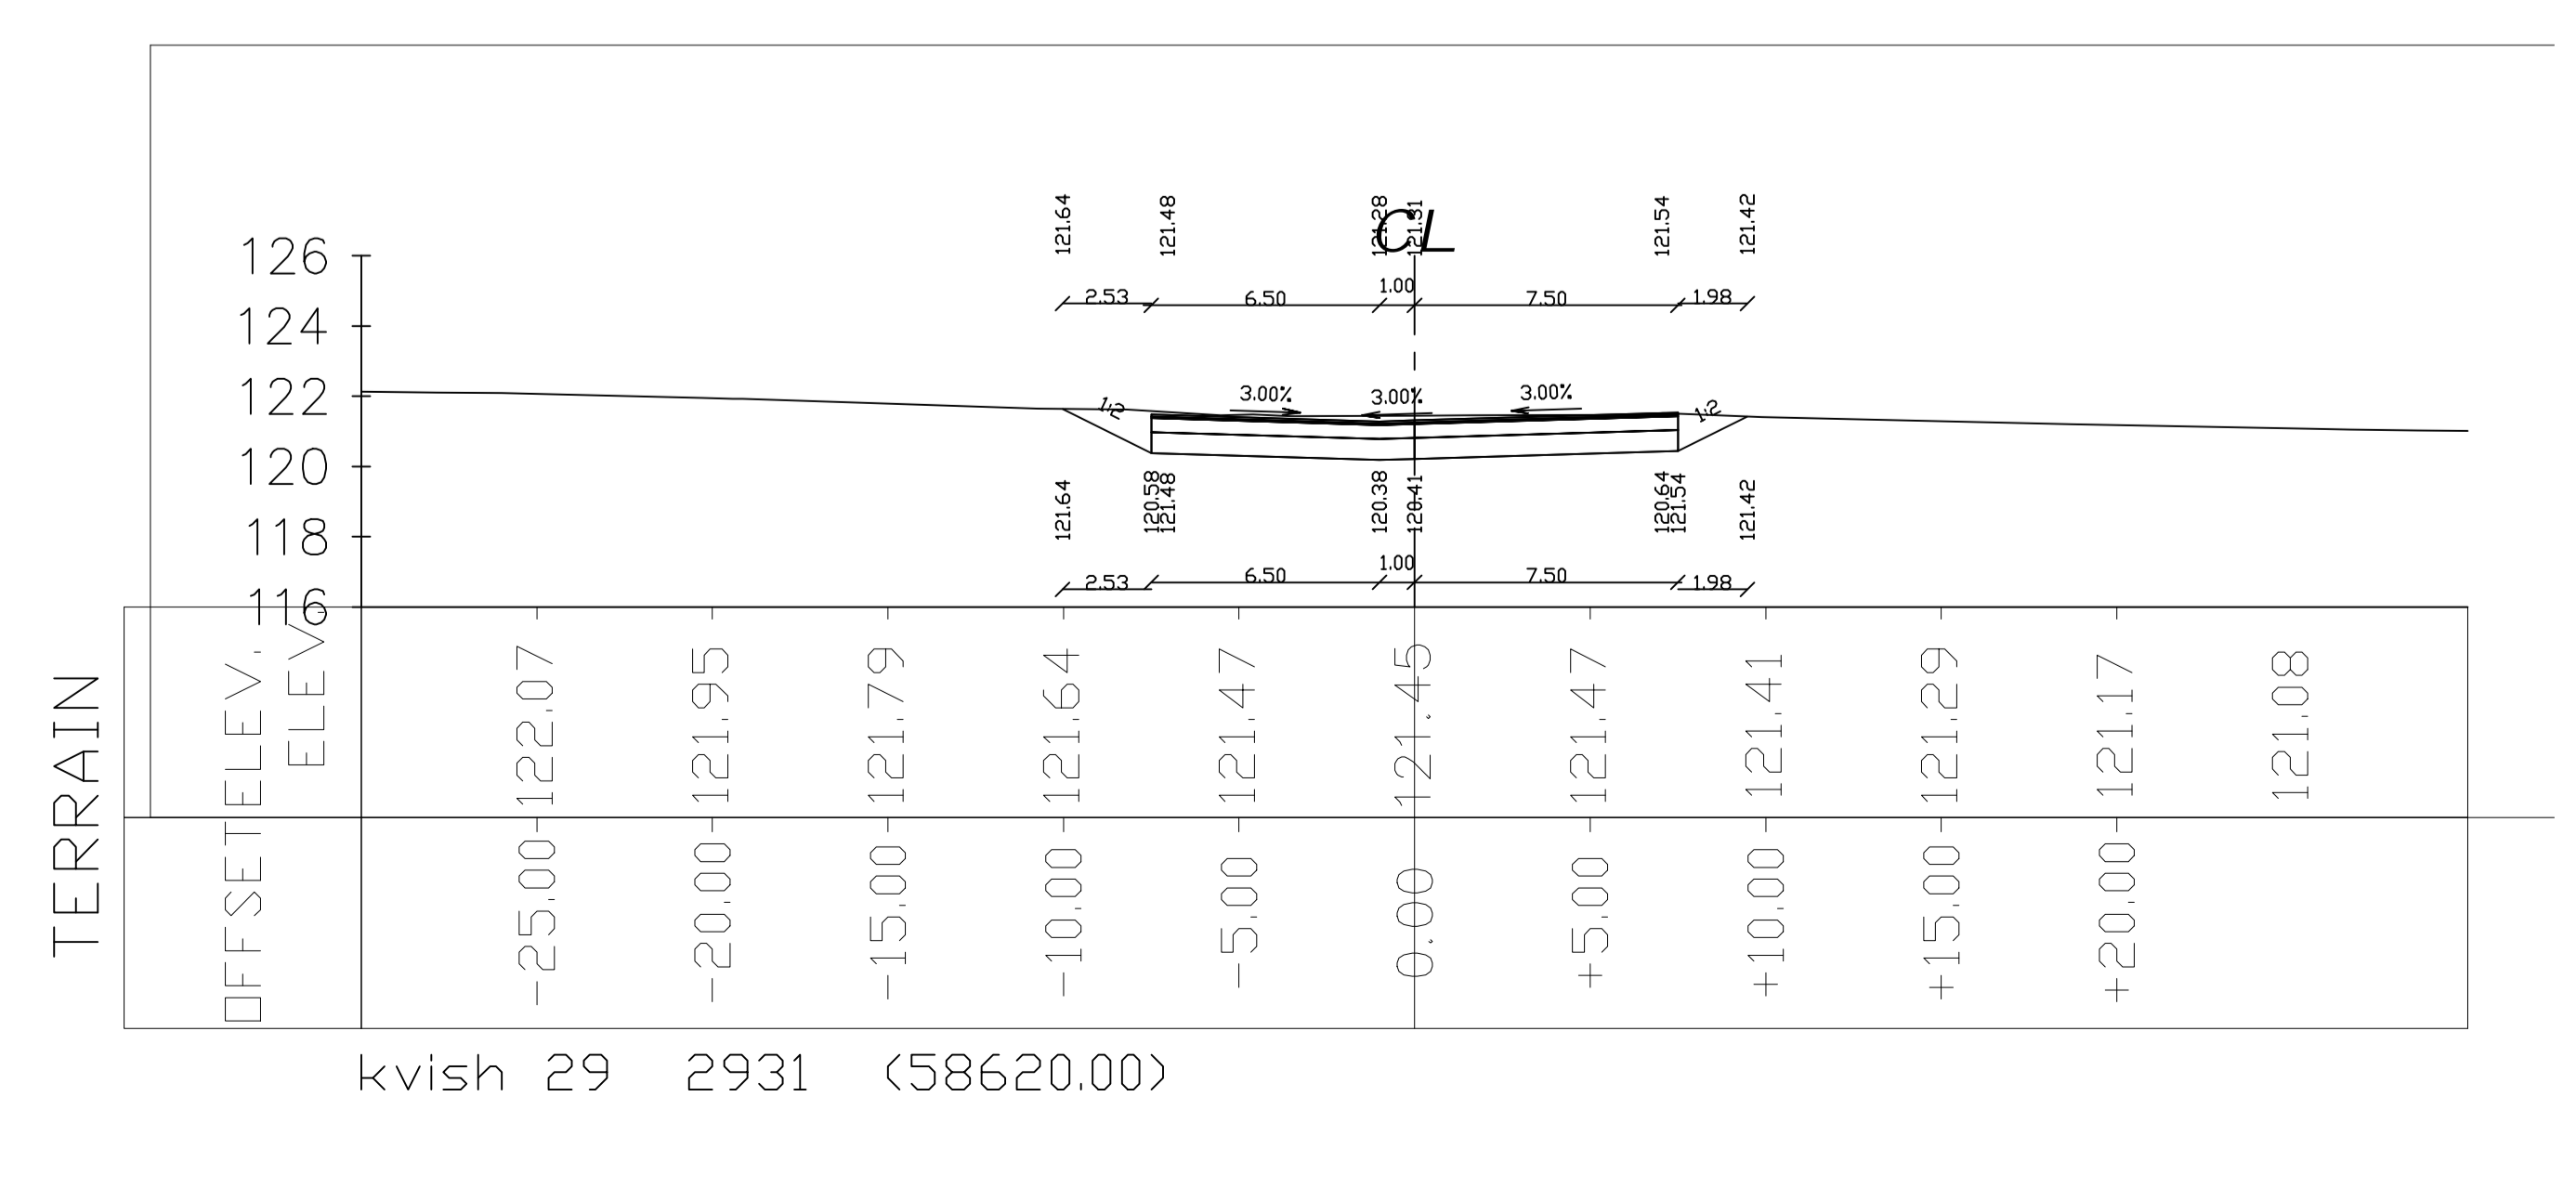 121.64 121.48 121.28 121.31 121.54 121.42
CL
2.53 6.50 1.00 7.50 1.98
126
124
122
120
118
116
3.00% 3.00% 3.00%
1:2 1:2
121.64 120.58 121.48 120.38 120.41 120.64 121.54 121.42
2.53 6.50 1.00 7.50 1.98
TERRAIN
ELEV.
ELEV.
122.07 121.95 121.79 121.64 121.47 121.45 121.47 121.41 121.29 121.17 121.08
OFFSET
-25.00 -20.00 -15.00 -10.00 -5.00 0.00 +5.00 +10.00 +15.00 +20.00
kvish 29 2931 (58620.00)